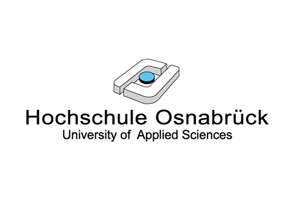 Hochschule Osnabrück
University of Applied Sciences